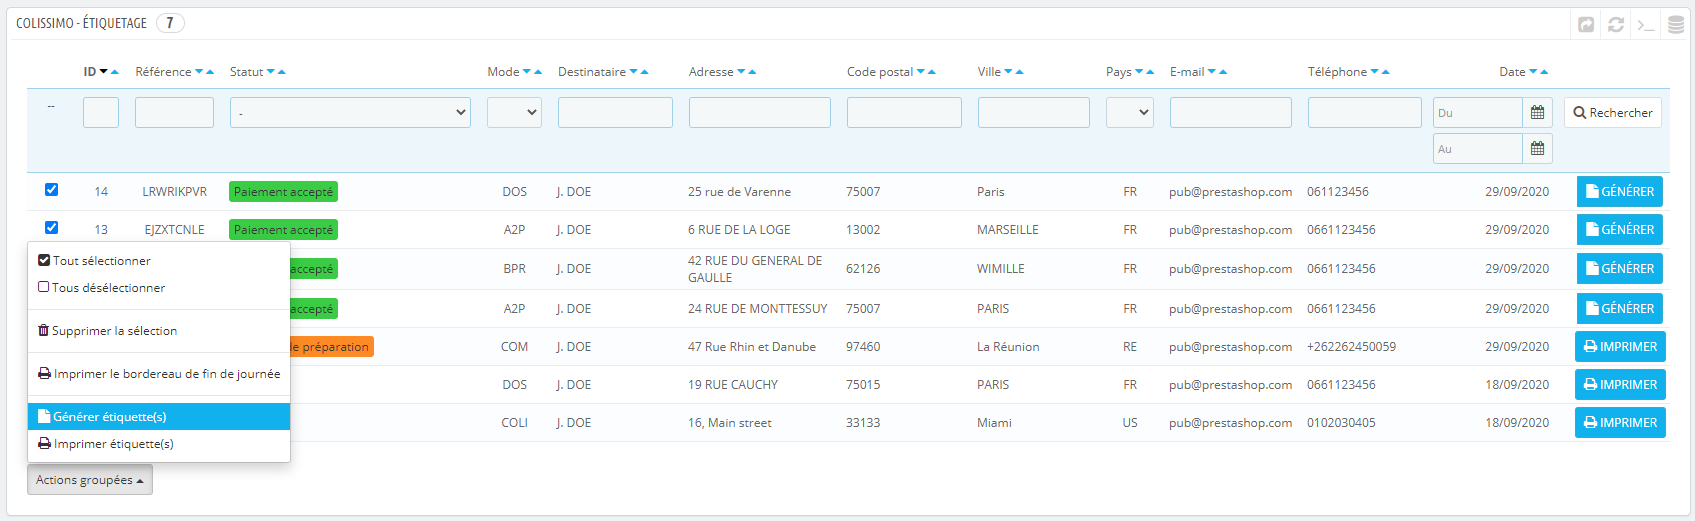 COLISSIMO - ÉTIQUETAGE 7
ID Référence Statut Mode Destinataire Adresse Code postal Ville Pays E-mail Téléphone Date
-- - Du Rechercher
Au
14 LRWRIKPVR Paiement accepté DOS J. DOE 25 rue de Varenne 75007 Paris FR pub@prestashop.com 061123456 29/09/2020 GÉNÉRER
13 EJZXTCNLE Paiement accepté A2P J. DOE 6 RUE DE LA LOGE 13002 MARSEILLE FR pub@prestashop.com 0661123456 29/09/2020 GÉNÉRER
accepté BPR J. DOE 42 RUE DU GENERAL DE GAULLE 62126 WIMILLE FR pub@prestashop.com 0661123456 29/09/2020 GÉNÉRER
accepté A2P J. DOE 24 RUE DE MONTTESSUY 75007 PARIS FR pub@prestashop.com 0661123456 29/09/2020 GÉNÉRER
de préparation COM J. DOE 47 Rue Rhin et Danube 97460 La Réunion RE pub@prestashop.com +262262450059 29/09/2020 IMPRIMER
DOS J. DOE 19 RUE CAUCHY 75015 PARIS FR pub@prestashop.com 0661123456 18/09/2020 IMPRIMER
COLI J. DOE 16, Main street 33133 Miami US pub@prestashop.com 0102030405 18/09/2020 IMPRIMER
Tout sélectionner
Tous désélectionner
Supprimer la sélection
Imprimer le bordereau de fin de journée
Générer étiquette(s)
Imprimer étiquette(s)
Actions groupées